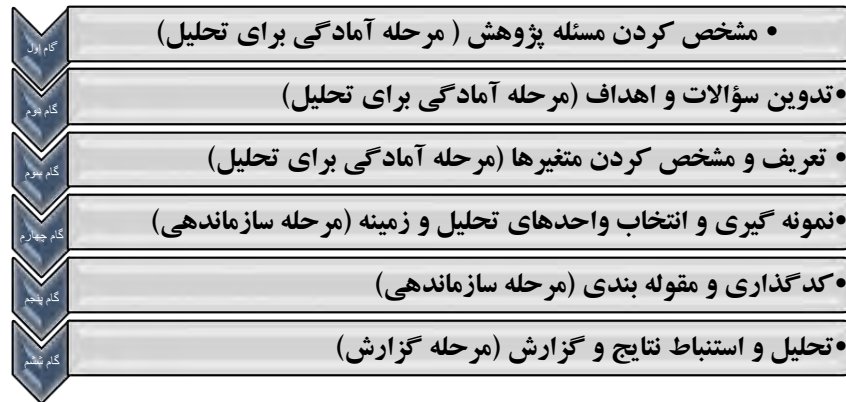 گام اول
• مشخص کردن مسئله پژوهش ( مرحله آمادگی برای تحلیل)
گام دوم
•تدوین سؤالات و اهداف (مرحله آمادگی برای تحلیل)
گام سوم
• تعریف و مشخص کردن متغیرها (مرحله آمادگی برای تحلیل)
گام چهارم
•نمونه گیری و انتخاب واحدهای تحلیل و زمینه (مرحله سازماندهی)
گام پنجم
•کدگذاری و مقوله بندی (مرحله سازماندهی)
گام ششم
•تحلیل و استنباط نتایج و گزارش (مرحله گزارش)